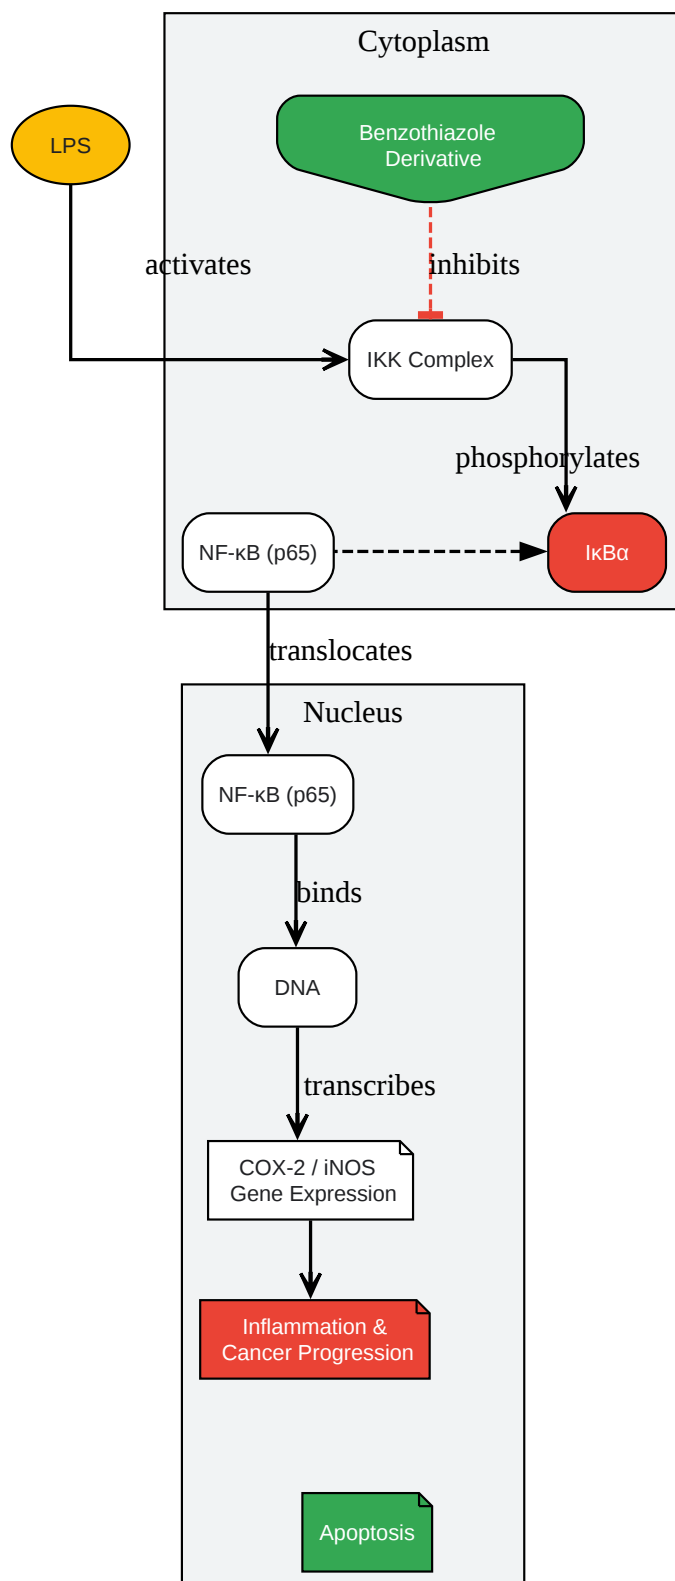 Cytoplasm
LPS
Benzothiazole
Derivative
activates
inhibits
IKK Complex
phosphorylates
NF-κB (p65)
IκBα
translocates
Nucleus
NF-κB (p65)
binds
DNA
transcribes
COX-2 / iNOS
Gene Expression
Inflammation &
Cancer Progression
Apoptosis